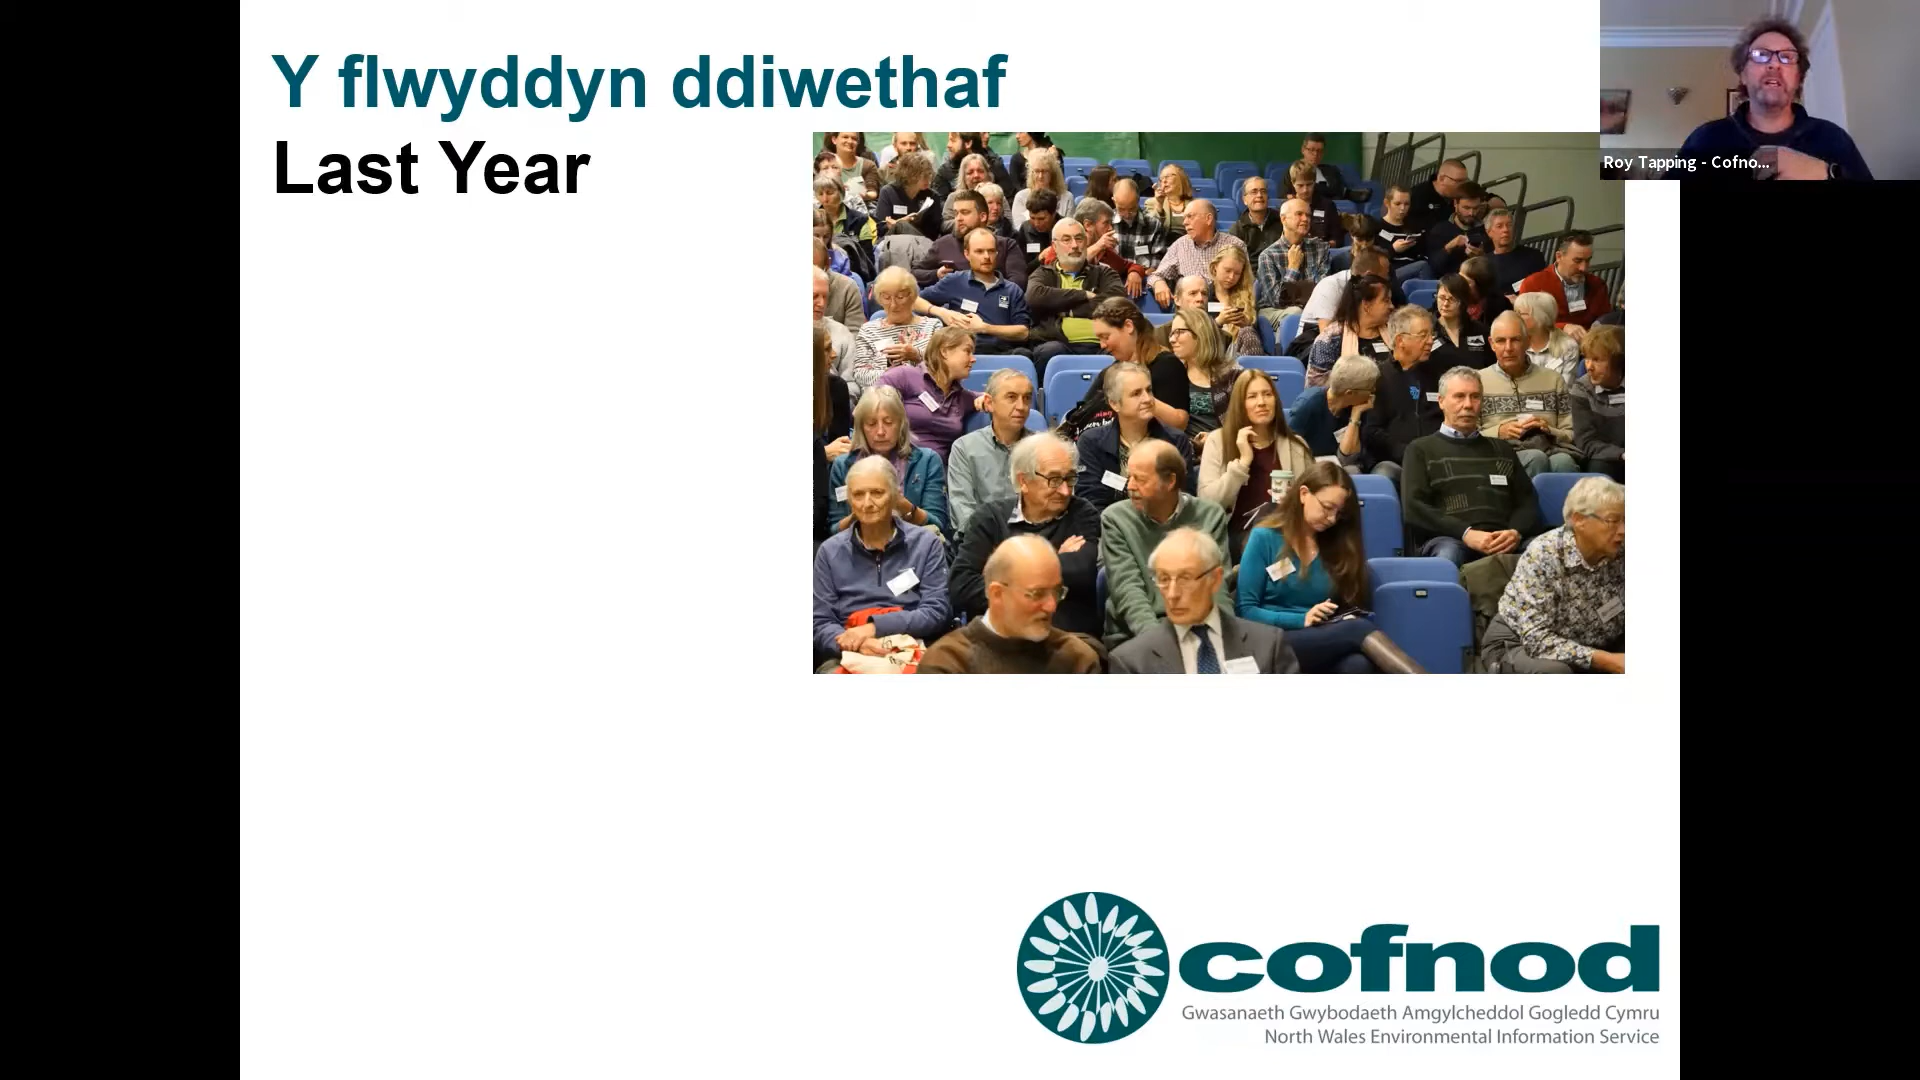 Y flwyddyn ddiwethaf
Last Year
Roy Tapping - Cofno...
cofnod
Gwasanaeth Gwybodaeth Amgylcheddol Gogledd Cymru
North Wales Environmental Information Service